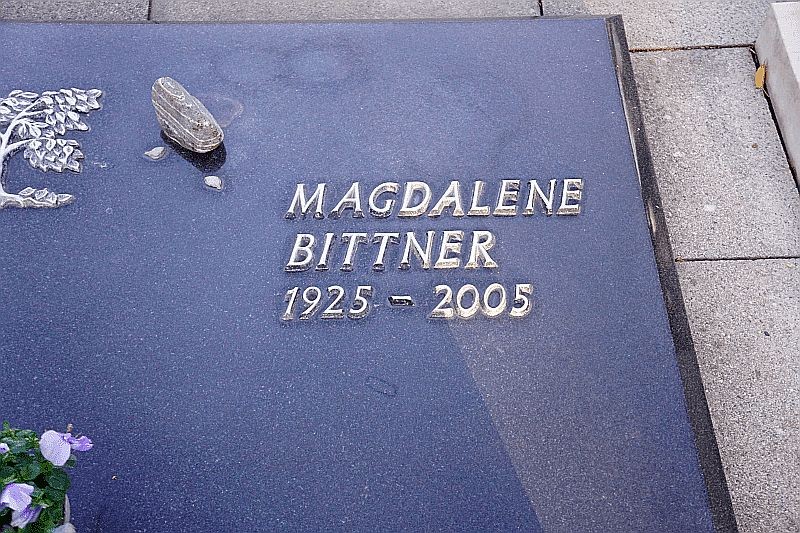 MAGDALENE
BITTNER
1925 - 2005